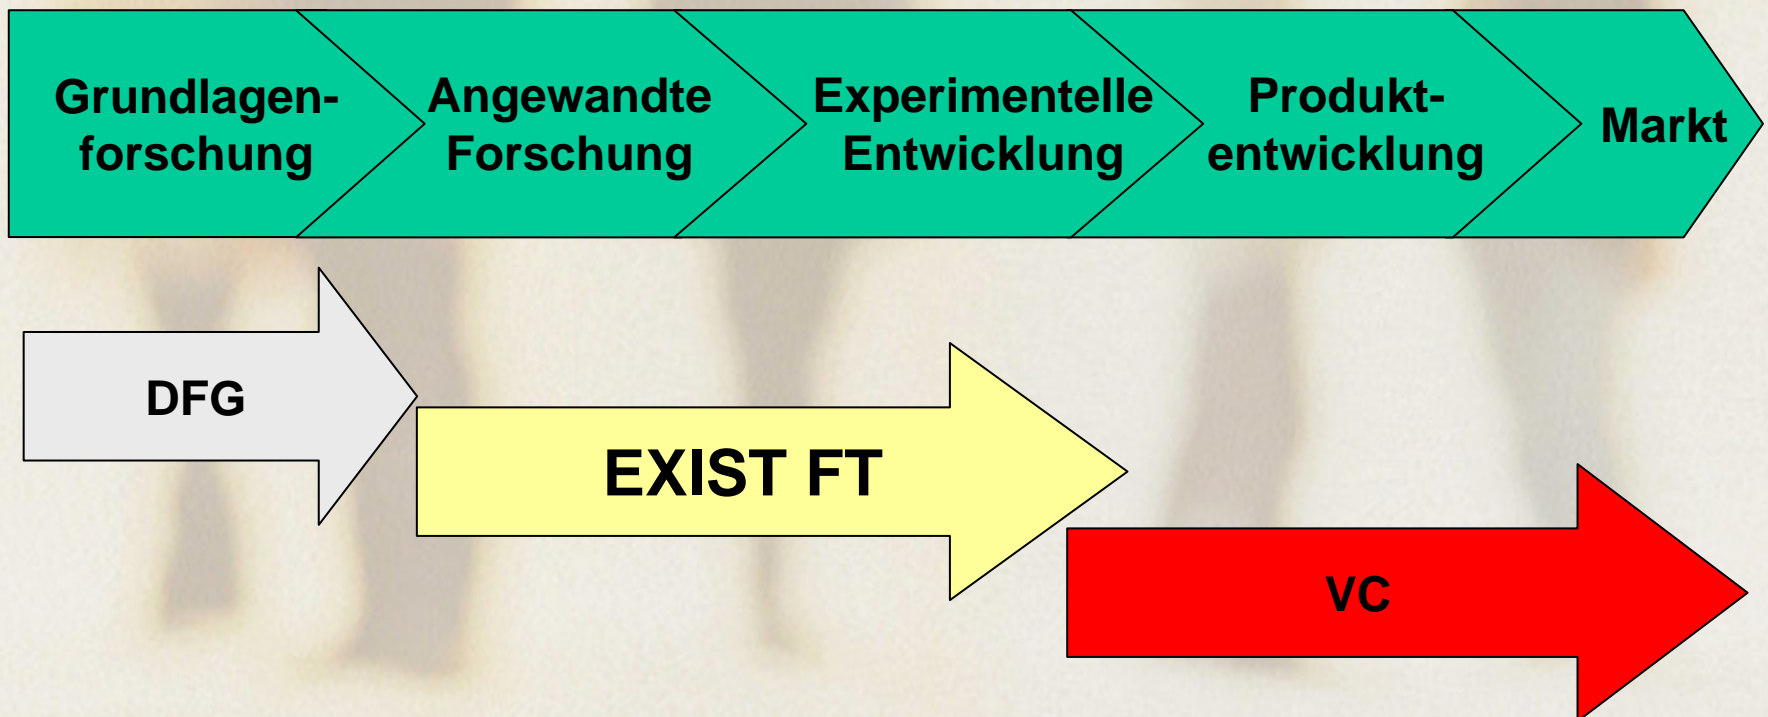 Grundlagen-
forschung
Angewandte
Forschung
Experimentelle
Entwicklung
Produkt-
entwicklung
Markt
DFG
EXIST FT
VC